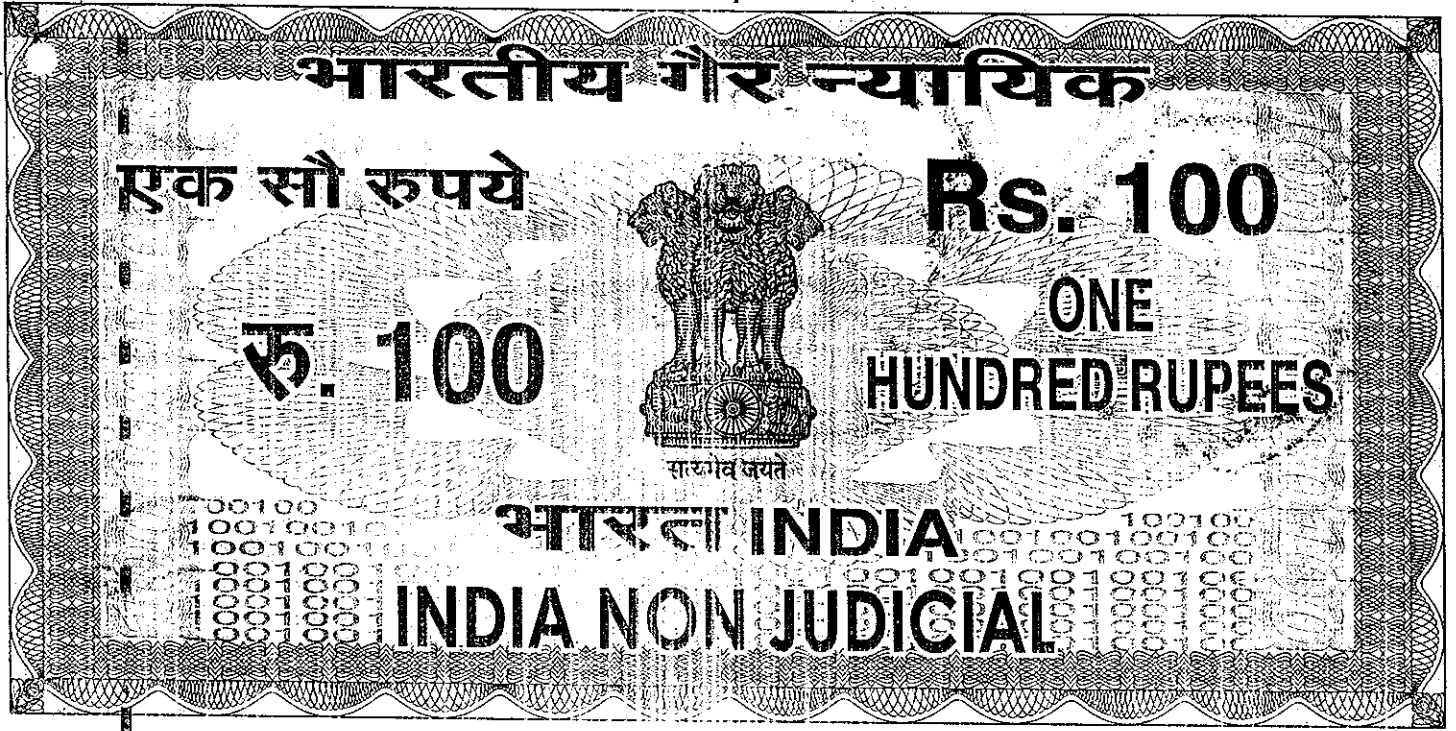 भारतीय गैर न्यायिक
एक सौ रुपये
Rs. 100
रु. 100
ONE
HUNDRED RUPEES
सत्यमेव जयते
भारत INDIA
INDIA NON JUDICIAL